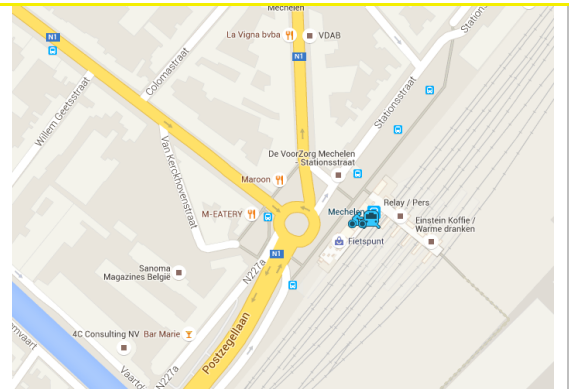 Mechelen
N1
La Vigna bvba
VDAB
N1
Colomastraat
Stationsstraat
Willem Geetsstraat
Stationsstraat
Van Kerckhovenstraat
De VoorZorg Mechelen
- Stationsstraat
Maroon
Relay / Pers
M-EATERY
Mechelen
Einstein Koffie /
Warme dranken
Fietspunt
N1
N227a
Sanoma
Magazines België
4C Consulting NV
Bar Marie
Postzegellaan
N227a